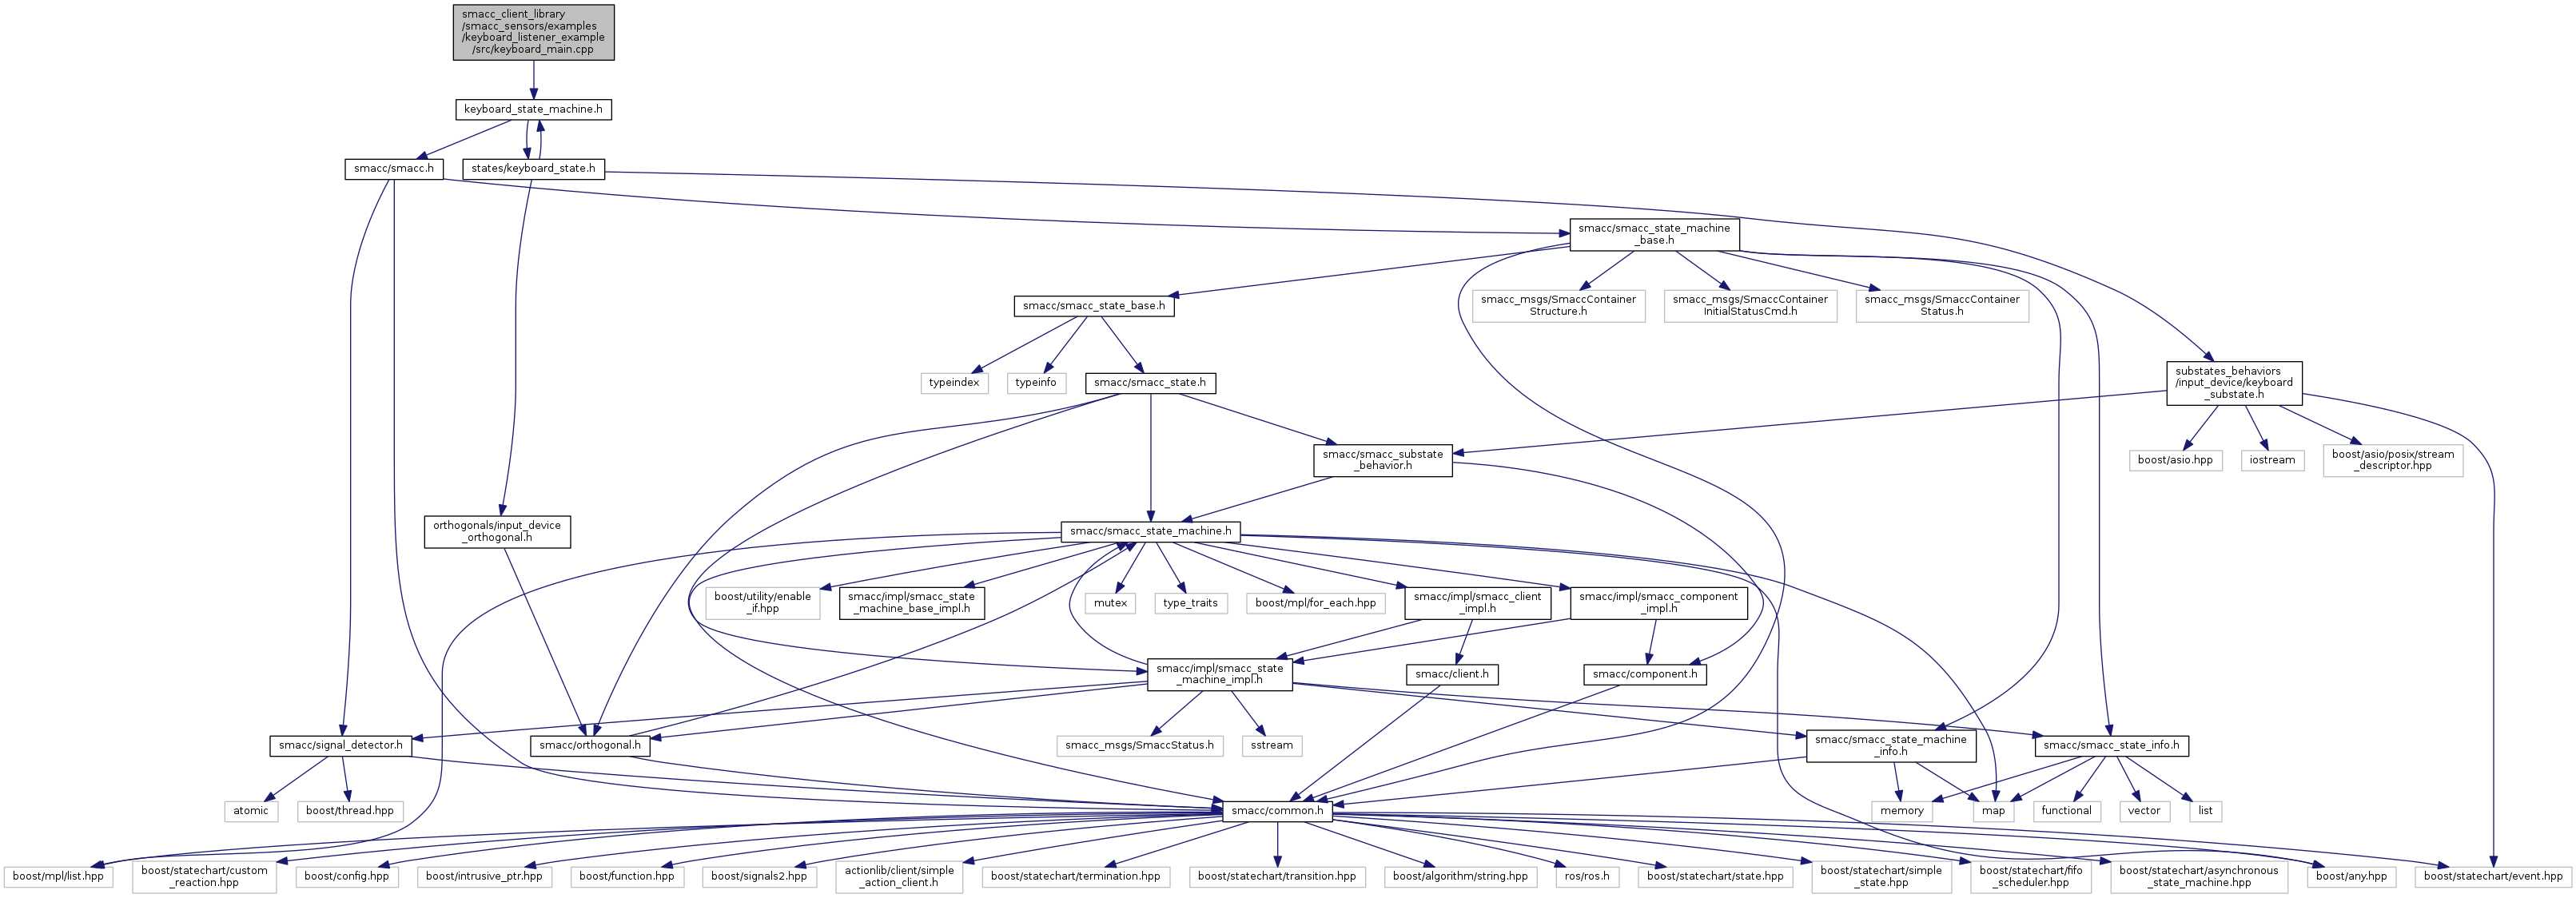 smacc_client_library
/smacc_sensors/examples
/keyboard_listener_example
/src/keyboard_main.cpp
keyboard_state_machine.h
smacc/smacc.h
states/keyboard_state.h
smacc/smacc_state_machine
_base.h
smacc/smacc_state_base.h
smacc_msgs/SmaccContainer
Structure.h
smacc_msgs/SmaccContainer
InitialStatusCmd.h
smacc_msgs/SmaccContainer
Status.h
typeindex
typeinfo
smacc/smacc_state.h
substates_behaviors
/input_device/keyboard
_substate.h
smacc/smacc_substate
_behavior.h
boost/asio.hpp
iostream
boost/asio/posix/stream
_descriptor.hpp
orthogonals/input_device
_orthogonal.h
smacc/smacc_state_machine.h
boost/utility/enable
_if.hpp
smacc/impl/smacc_state
_machine_base_impl.h
mutex
type_traits
boost/mpl/for_each.hpp
smacc/impl/smacc_client
_impl.h
smacc/impl/smacc_component
_impl.h
smacc/impl/smacc_state
_machine_impl.h
smacc/client.h
smacc/component.h
smacc/signal_detector.h
smacc/orthogonal.h
smacc_msgs/SmaccStatus.h
sstream
smacc/smacc_state_machine
_info.h
smacc/smacc_state_info.h
atomic
boost/thread.hpp
smacc/common.h
memory
map
functional
vector
list
boost/mpl/list.hpp
boost/statechart/custom
_reaction.hpp
boost/config.hpp
boost/intrusive_ptr.hpp
boost/function.hpp
boost/signals2.hpp
actionlib/client/simple
_action_client.h
boost/statechart/termination.hpp
boost/statechart/transition.hpp
boost/algorithm/string.hpp
ros/ros.h
boost/statechart/state.hpp
boost/statechart/simple
_state.hpp
boost/statechart/fifo
_scheduler.hpp
boost/statechart/asynchronous
_state_machine.hpp
boost/any.hpp
boost/statechart/event.hpp